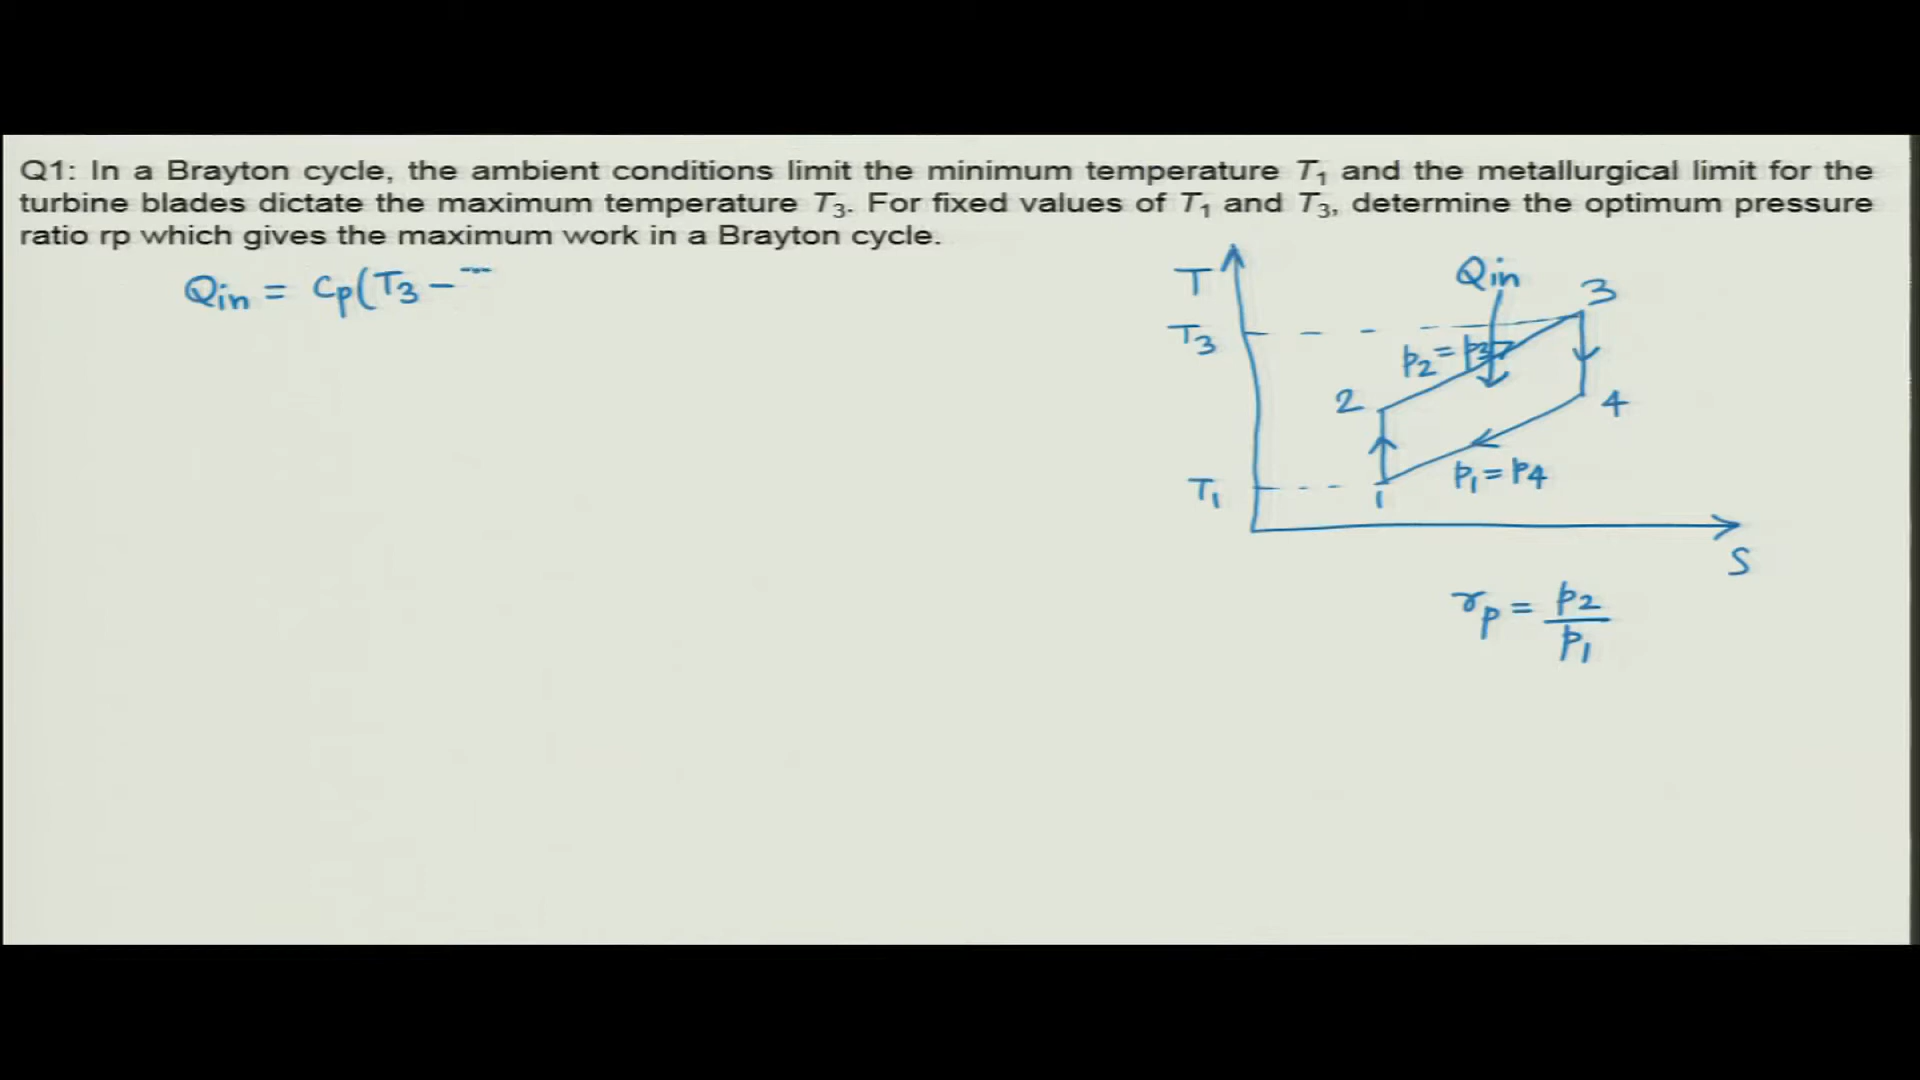 Q1: In a Brayton cycle, the ambient conditions limit the minimum temperature T1 and the metallurgical limit for the
turbine blades dictate the maximum temperature T3. For fixed values of T1 and T3, determine the optimum pressure
ratio rp which gives the maximum work in a Brayton cycle.
Qin = Cp(T3 -
T
Qin
3
T3
p2 = p3
2
4
T1
1
p1 = p4
S
rp = p2
p1